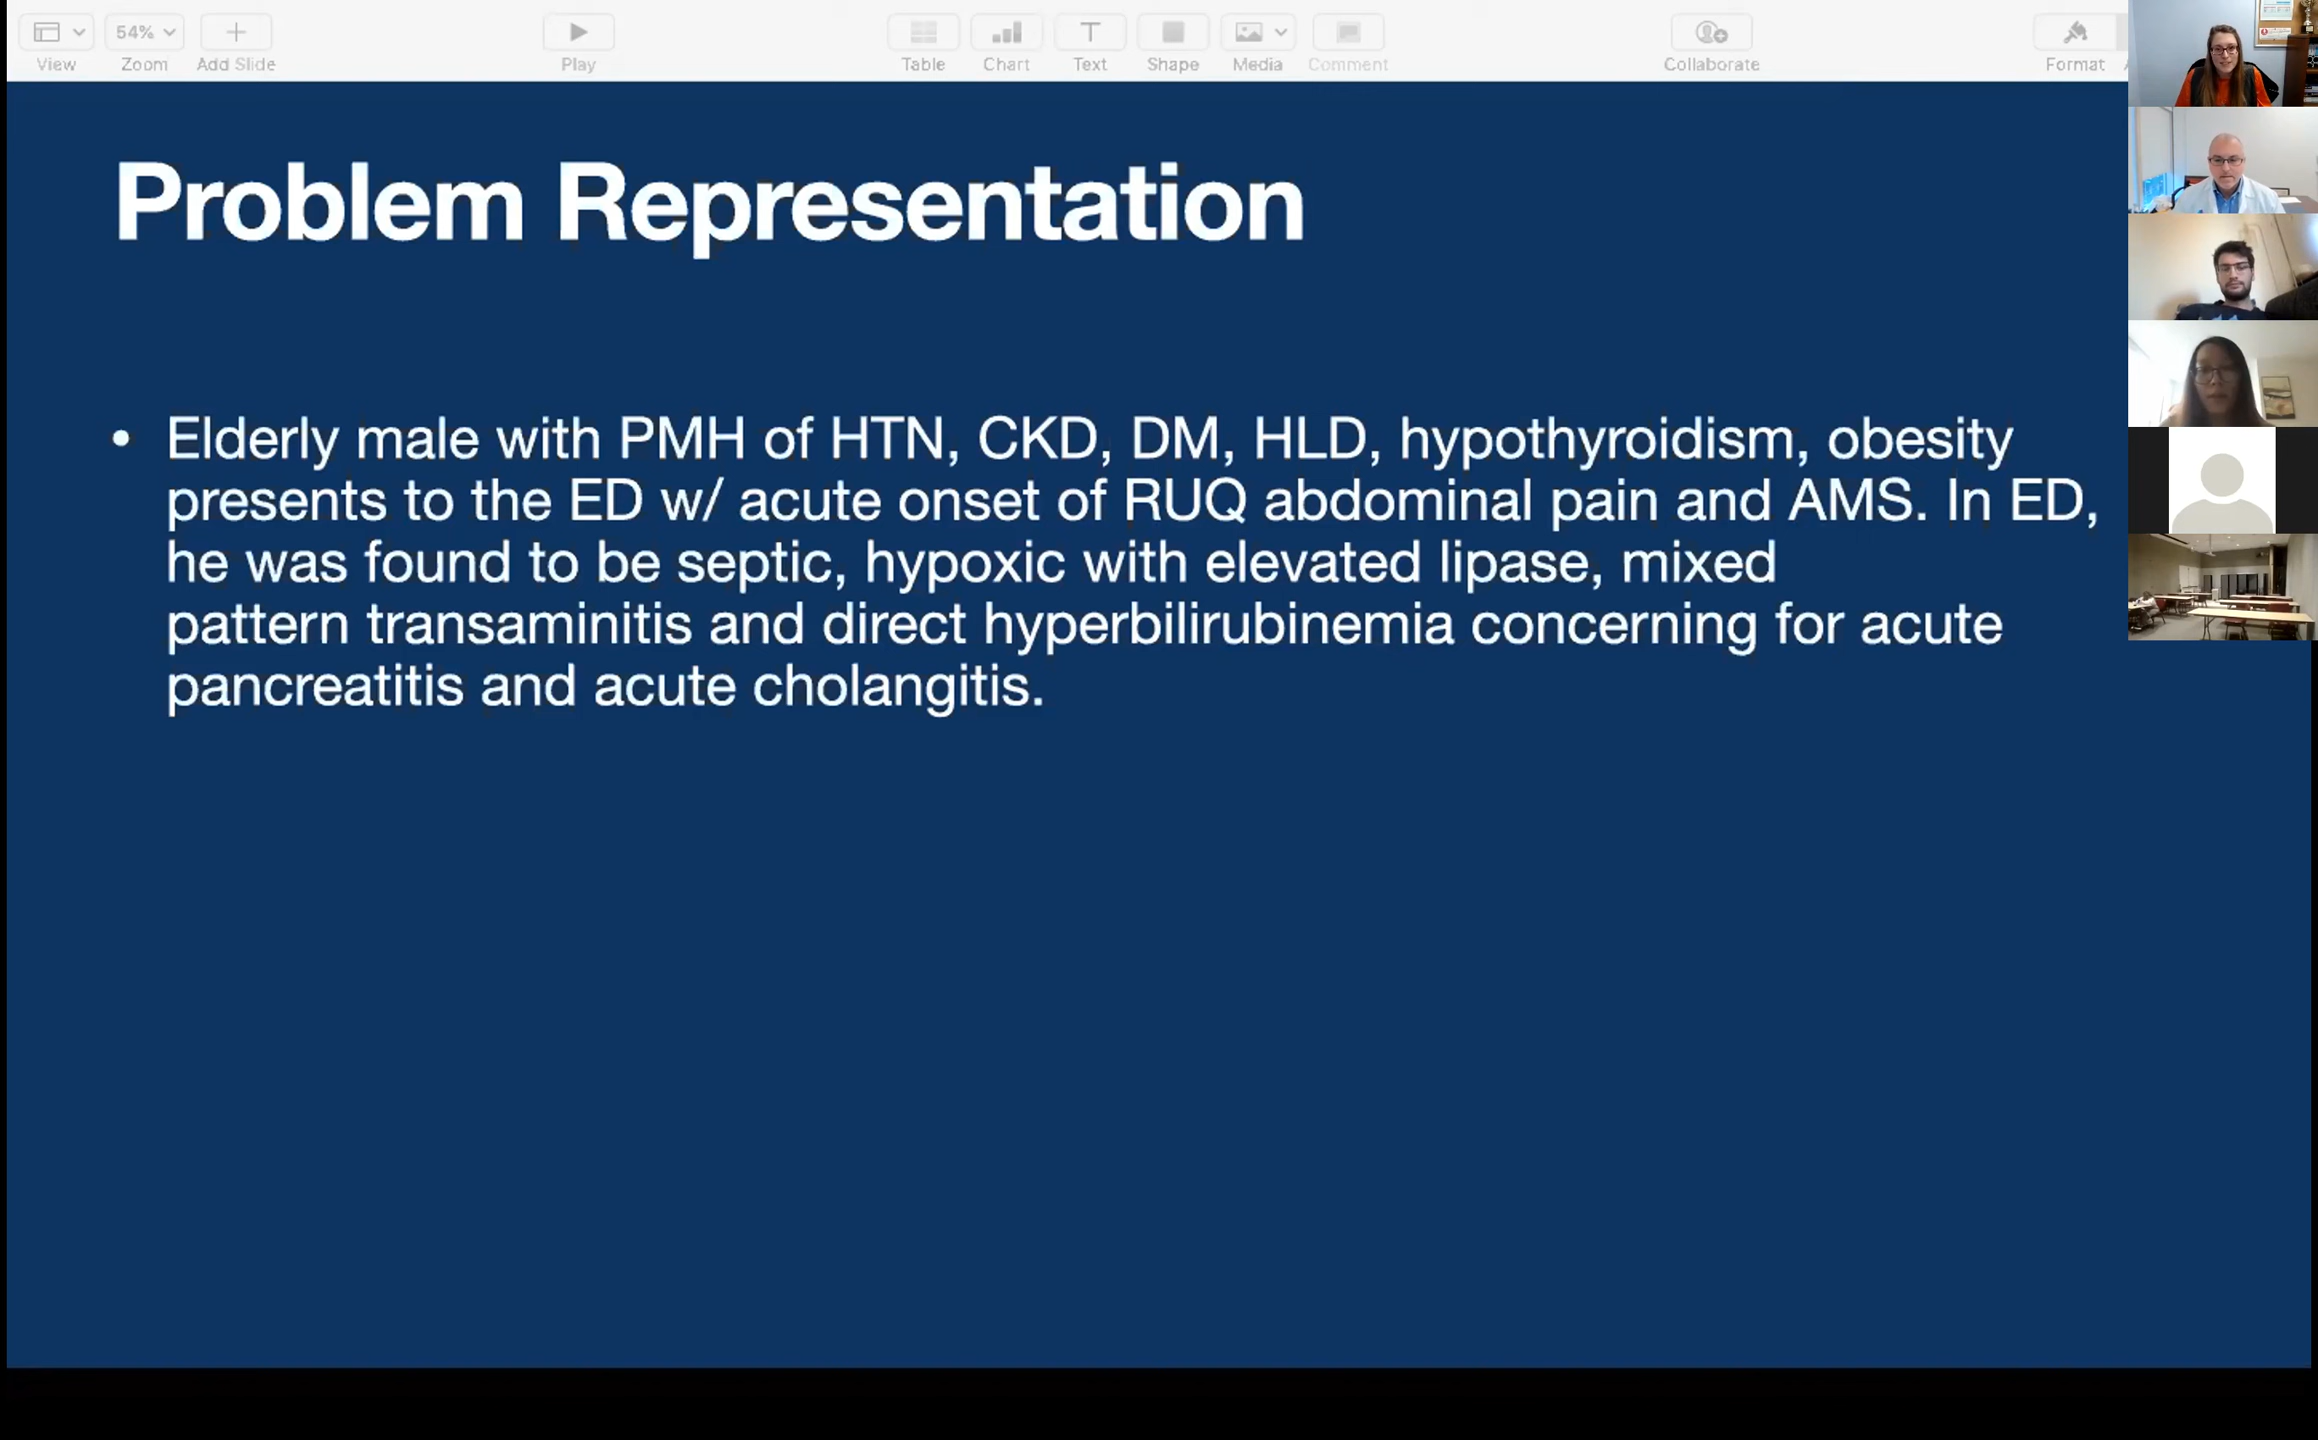 54%
View
Zoom
Add Slide
Play
Table
Chart
Text
Shape
Media
Comment
Collaborate
Format
Problem Representation
• Elderly male with PMH of HTN, CKD, DM, HLD, hypothyroidism, obesity
presents to the ED w/ acute onset of RUQ abdominal pain and AMS. In ED,
he was found to be septic, hypoxic with elevated lipase, mixed
pattern transaminitis and direct hyperbilirubinemia concerning for acute
pancreatitis and acute cholangitis.